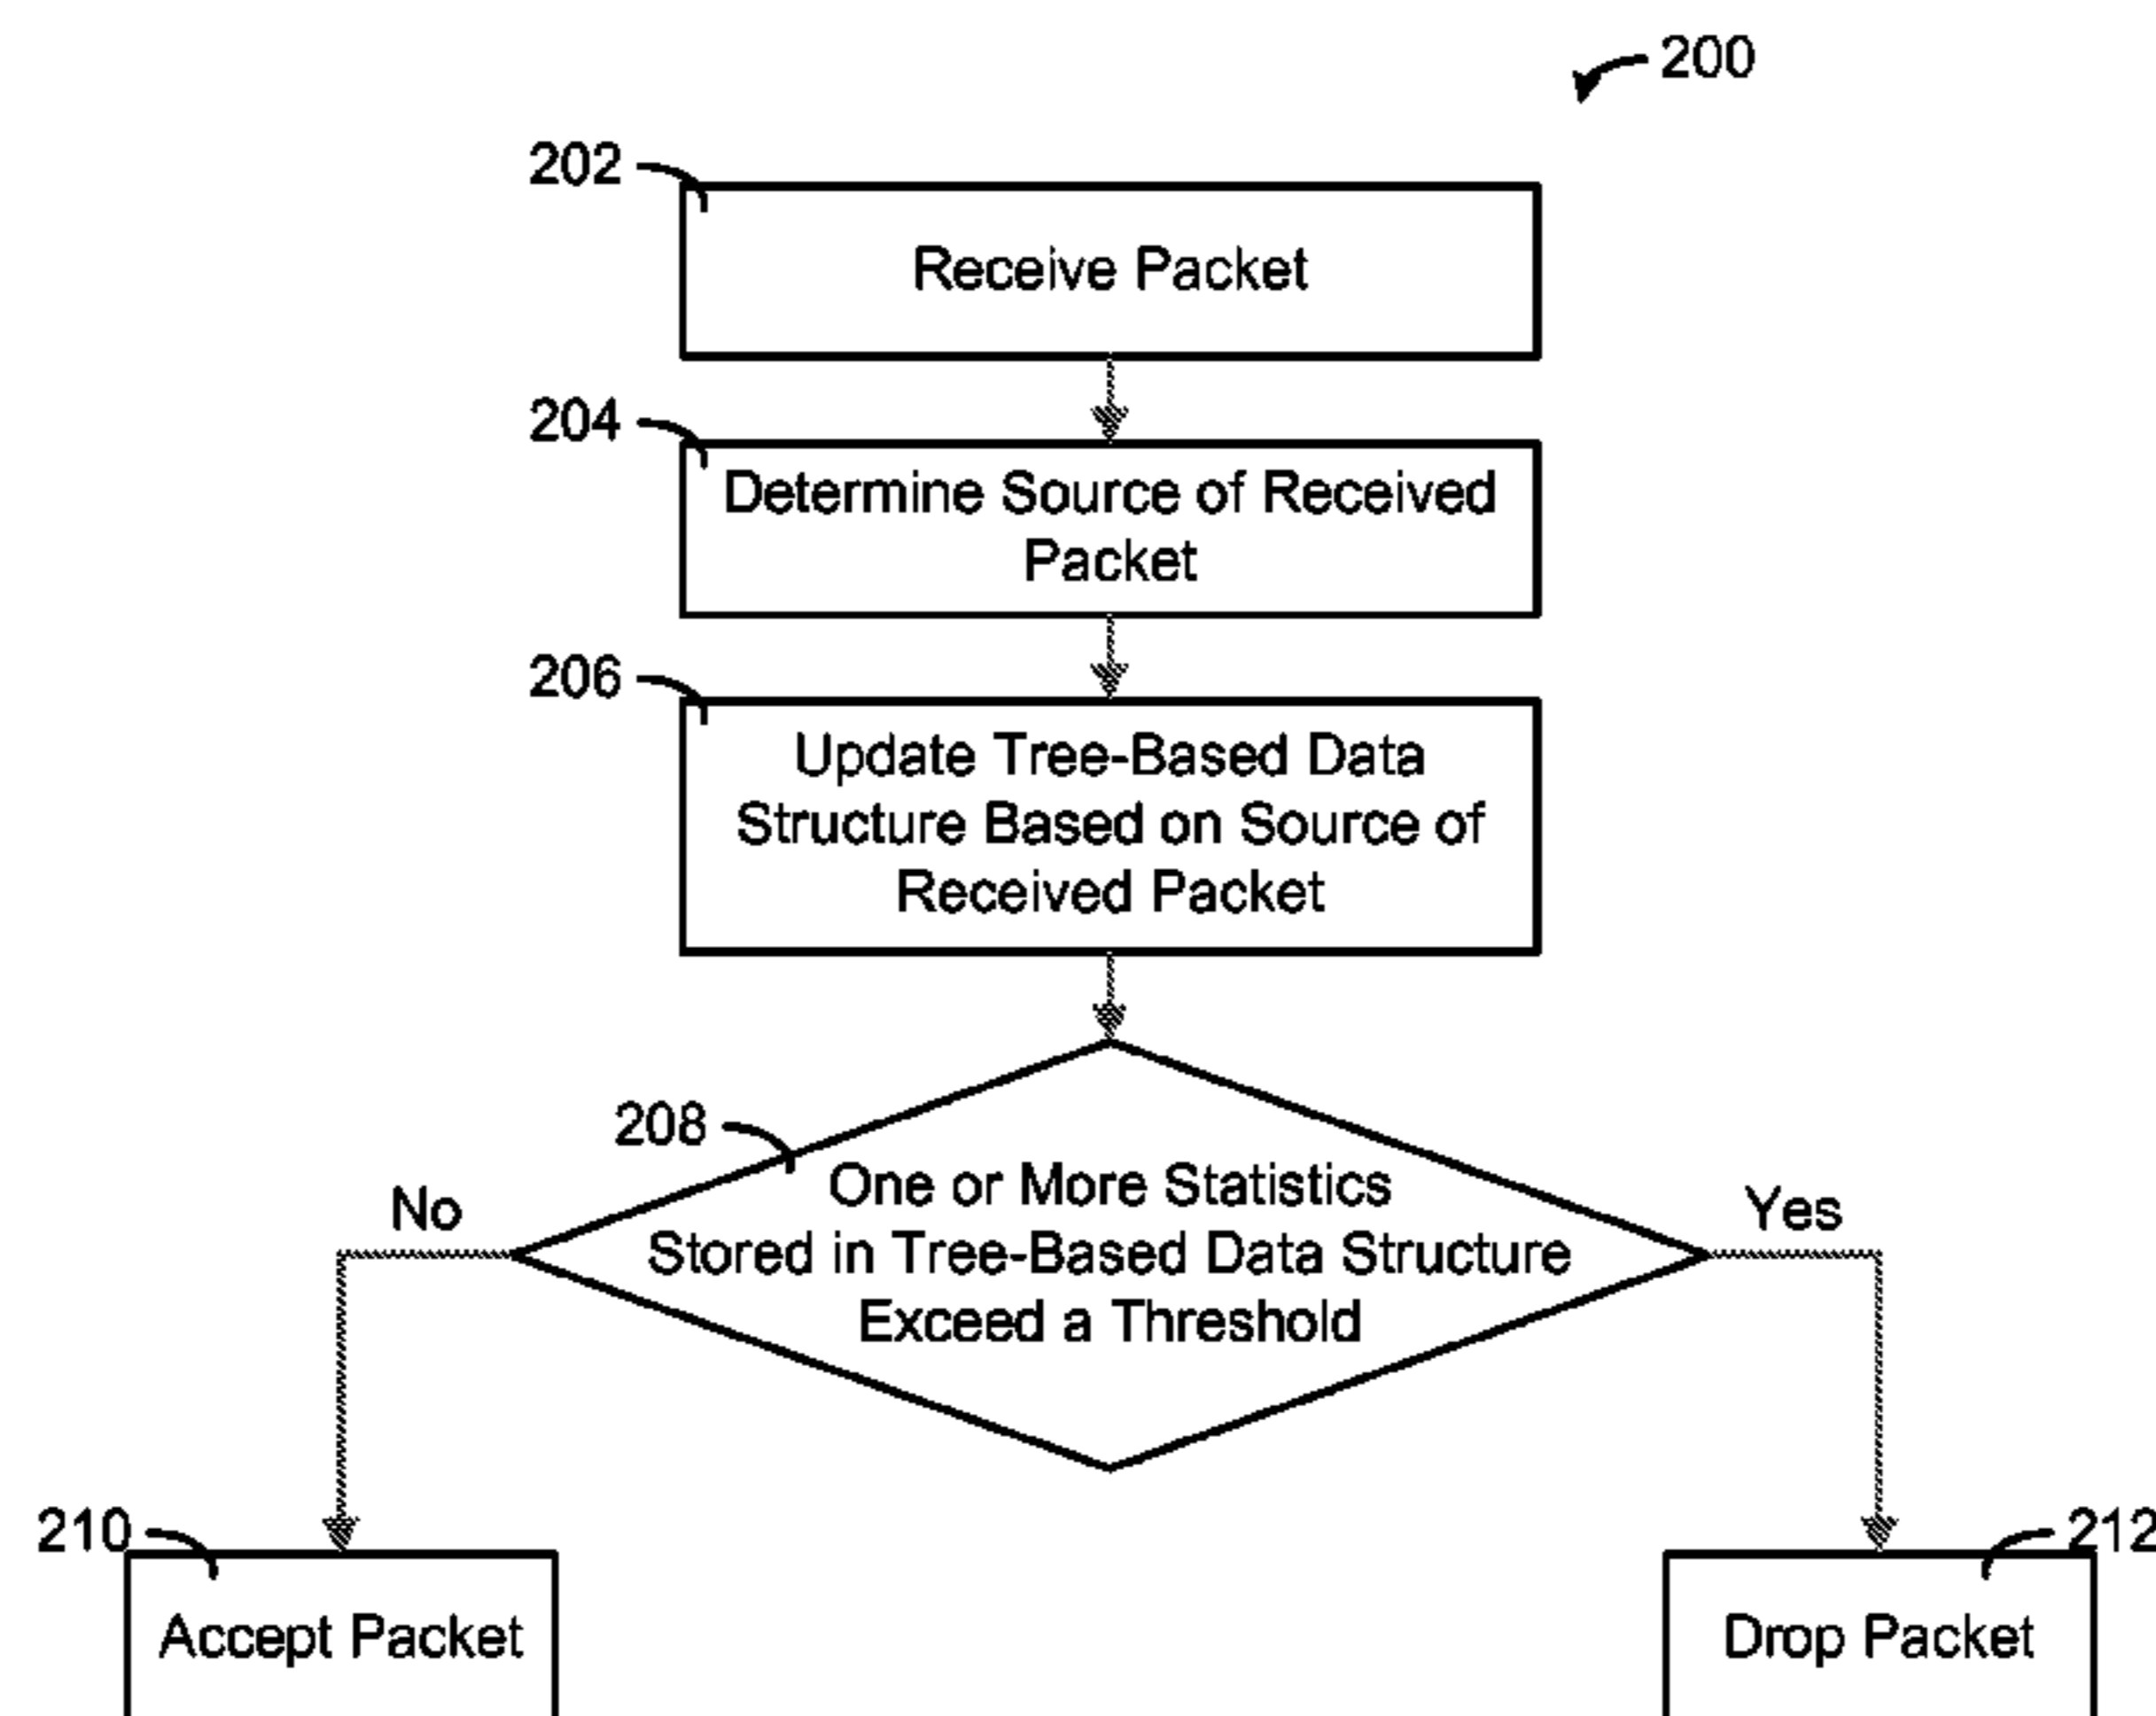 200
202
Receive Packet
204
Determine Source of Received
Packet
206
Update Tree-Based Data
Structure Based on Source of
Received Packet
208
One or More Statistics
Stored in Tree-Based Data Structure
Exceed a Threshold
No
Yes
210
Accept Packet
212
Drop Packet